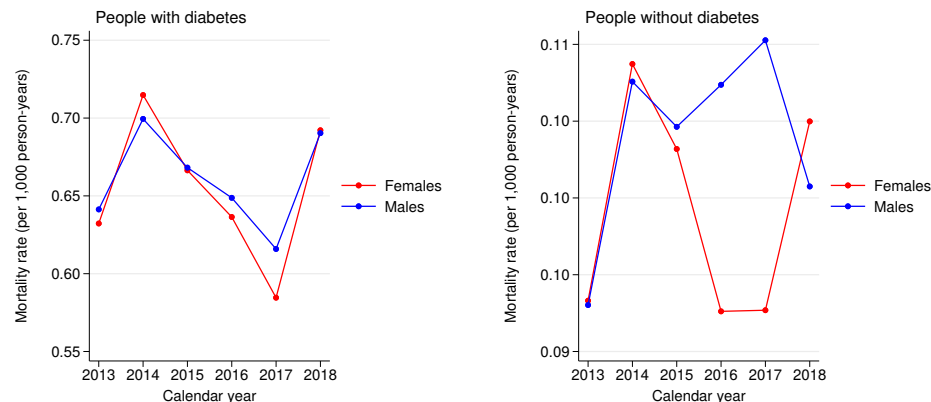 People with diabetes
0.75
0.70
0.65
0.60
0.55
Mortality rate (per 1,000 person-years)
2013 2014 2015 2016 2017 2018
Calendar year
Females
Males
People without diabetes
0.11
0.10
0.10
0.10
0.09
Mortality rate (per 1,000 person-years)
2013 2014 2015 2016 2017 2018
Calendar year
Females
Males